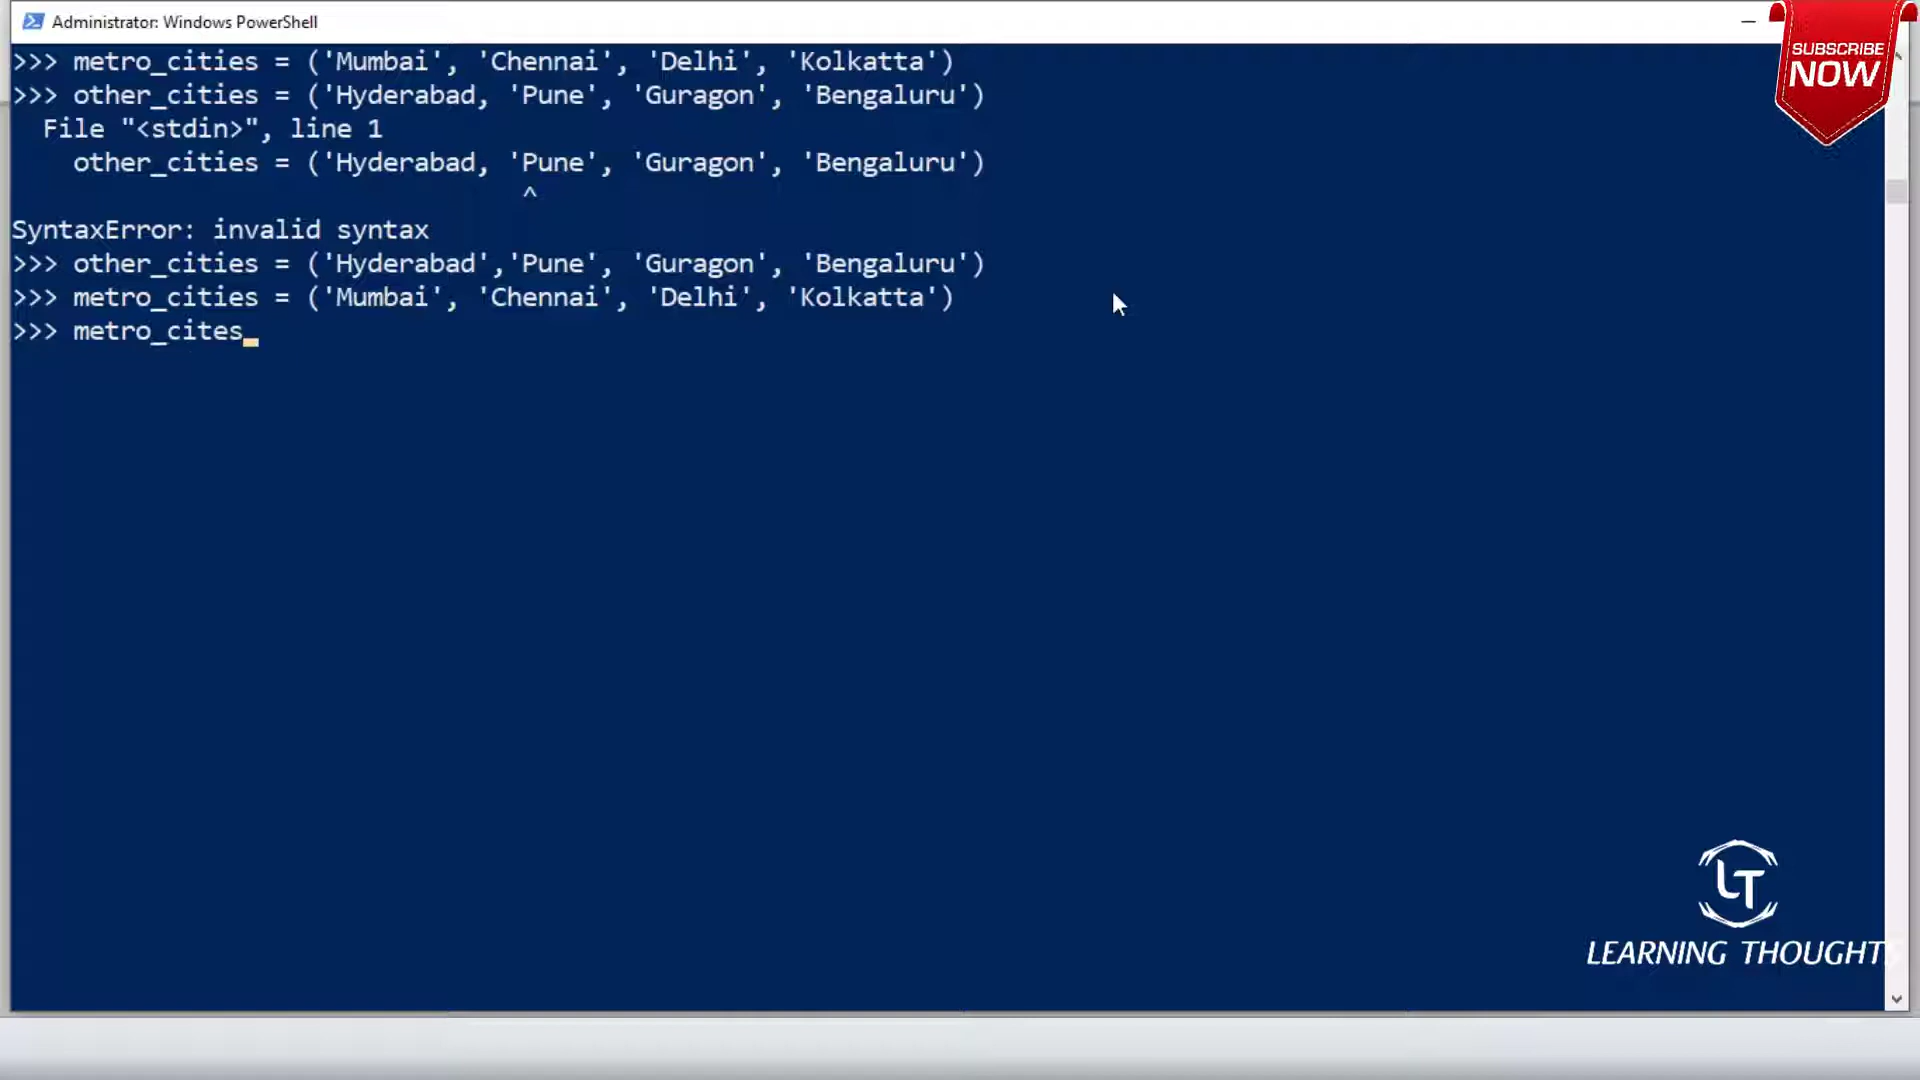 Administrator: Windows PowerShell
SUBSCRIBE
NOW
>>> metro_cities = ('Mumbai', 'Chennai', 'Delhi', 'Kolkatta')
>>> other_cities = ('Hyderabad, 'Pune', 'Guragon', 'Bengaluru')
  File "<stdin>", line 1
    other_cities = ('Hyderabad, 'Pune', 'Guragon', 'Bengaluru')
                                 ^
SyntaxError: invalid syntax
>>> other_cities = ('Hyderabad','Pune', 'Guragon', 'Bengaluru')
>>> metro_cities = ('Mumbai', 'Chennai', 'Delhi', 'Kolkatta')
>>> metro_cites
LT
LEARNING THOUGHTS